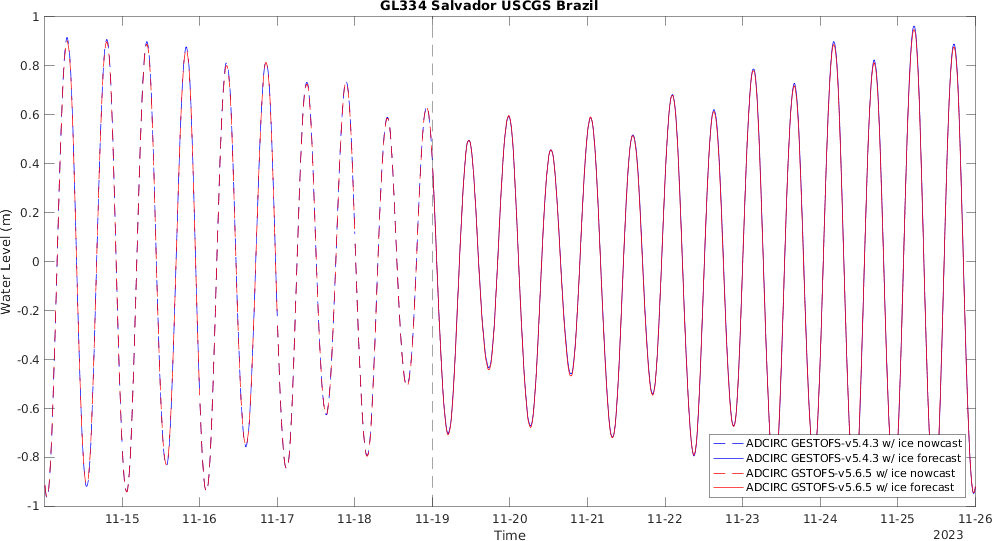 GL334 Salvador USCGS Brazil
1
0.8
0.6
0.4
0.2
0
-0.2
-0.4
-0.6
-0.8
-1
Water Level (m)
ADCIRC GESTOFS-v5.4.3 w/ ice nowcast
ADCIRC GESTOFS-v5.4.3 w/ ice forecast
ADCIRC GSTOFS-v5.6.5 w/ ice nowcast
ADCIRC GSTOFS-v5.6.5 w/ ice forecast
11-15 11-16 11-17 11-18 11-19 11-20 11-21 11-22 11-23 11-24 11-25 11-26
Time
2023